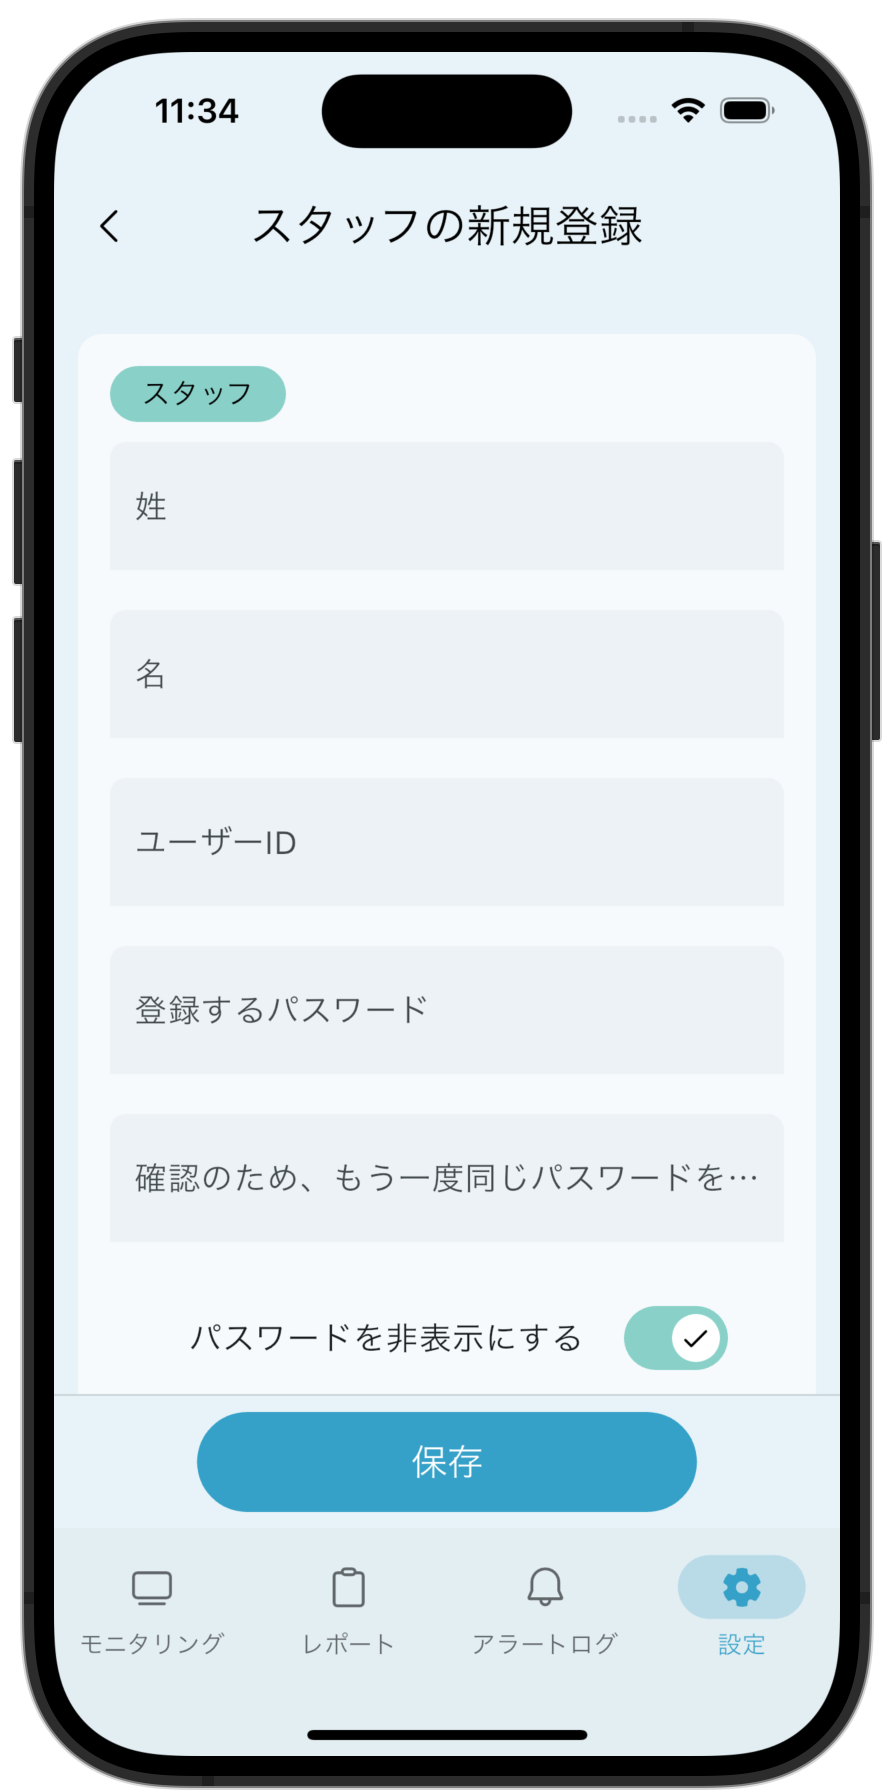 11:34
スタッフの新規登録
スタッフ
姓
名
ユーザーID
登録するパスワード
確認のため、もう一度同じパスワードを…
パスワードを非表示にする
保存
モニタリング
レポート
アラートログ
設定